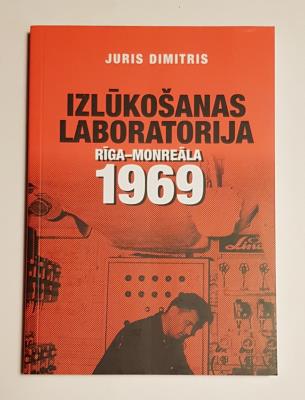 JURIS DIMITRIS
IZLŪKOŠANAS
LABORATORIJA
RĪGA–MONREĀLA
1969